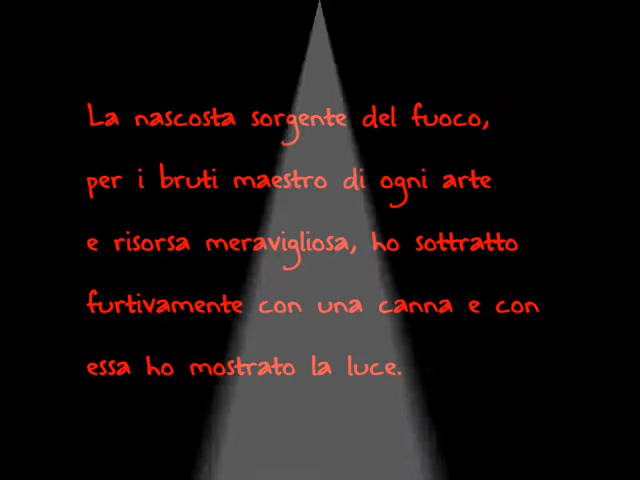 La nascosta sorgente del fuoco,
per i bruti maestro di ogni arte
e risorsa meravigliosa, ho sottratto
furtivamente con una canna e con
essa ho mostrato la luce.